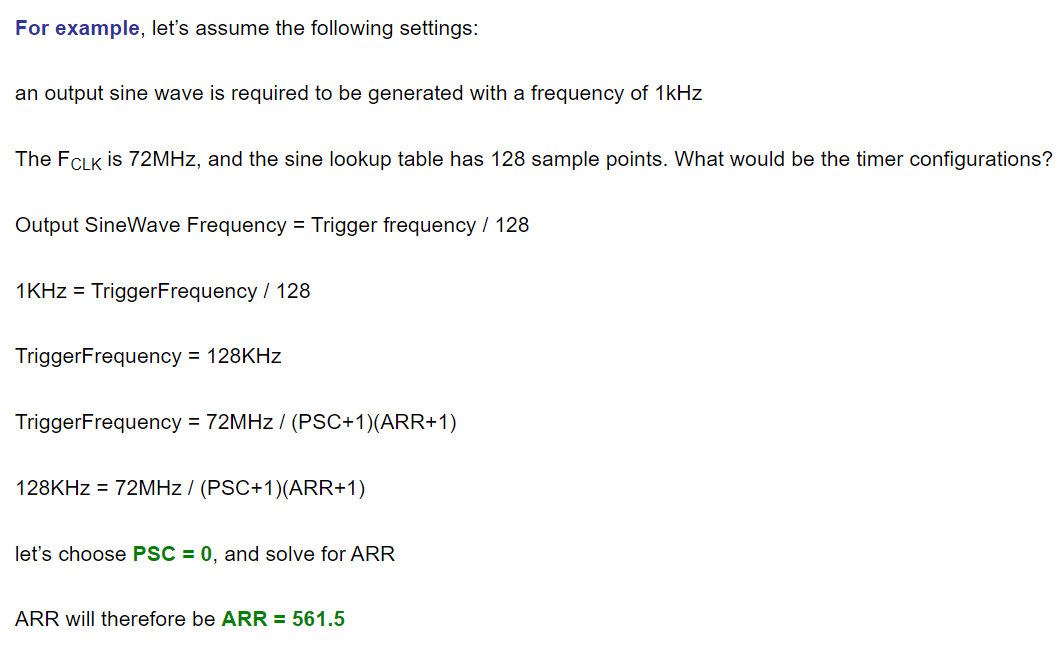 For example, let’s assume the following settings:
an output sine wave is required to be generated with a frequency of 1kHz
The FCLK is 72MHz, and the sine lookup table has 128 sample points. What would be the timer configurations?
Output SineWave Frequency = Trigger frequency / 128
1KHz = TriggerFrequency / 128
TriggerFrequency = 128KHz
TriggerFrequency = 72MHz / (PSC+1)(ARR+1)
128KHz = 72MHz / (PSC+1)(ARR+1)
let’s choose PSC = 0, and solve for ARR
ARR will therefore be ARR = 561.5